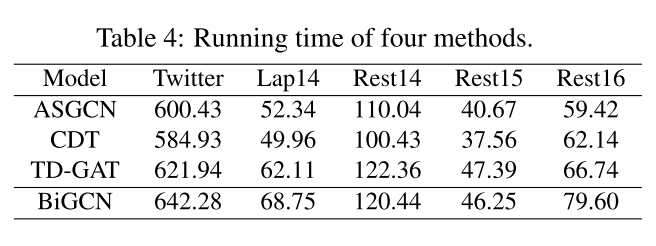 Table 4: Running time of four methods.
Model Twitter Lap14 Rest14 Rest15 Rest16
ASGCN 600.43 52.34 110.04 40.67 59.42
CDT 584.93 49.96 100.43 37.56 62.14
TD-GAT 621.94 62.11 122.36 47.39 66.74
BiGCN 642.28 68.75 120.44 46.25 79.60